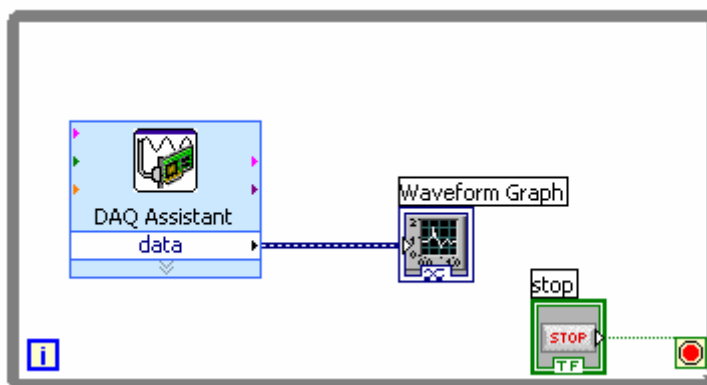 DAQ Assistant
data
Waveform Graph
stop
STOP
TF
i